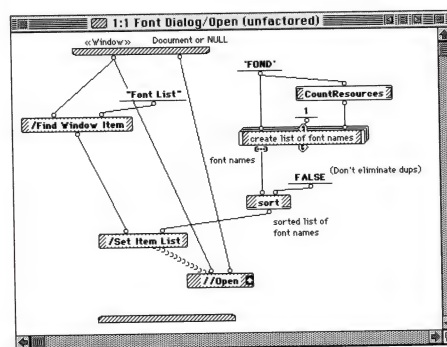 1:1 Font Dialog/Open (unfactored)
«Window»
Document or NULL
"FOND"
"Font List"
CountResources
/Find Window Item
1
create list of font names
font names
FALSE
(Don't eliminate dups)
sort
sorted list of
font names
/Set Item List
//Open